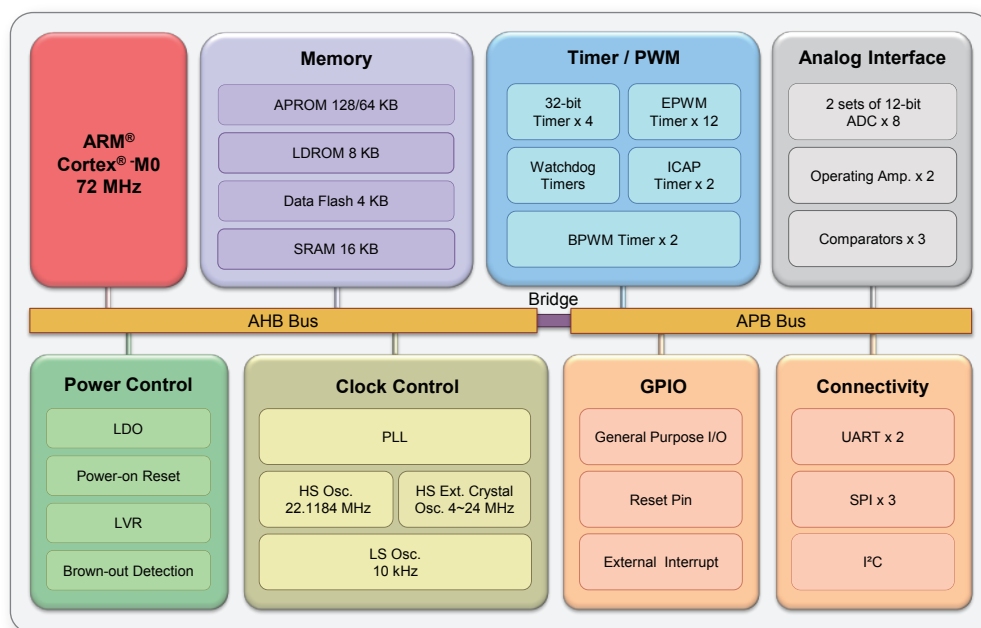 ARM®
Cortex®-M0
72 MHz
Memory
APROM 128/64 KB
LDROM 8 KB
Data Flash 4 KB
SRAM 16 KB
Timer / PWM
32-bit
Timer x 4
EPWM
Timer x 12
Watchdog
Timers
ICAP
Timer x 2
BPWM Timer x 2
Analog Interface
2 sets of 12-bit
ADC x 8
Operating Amp. x 2
Comparators x 3
Bridge
AHB Bus
APB Bus
Power Control
LDO
Power-on Reset
LVR
Brown-out Detection
Clock Control
PLL
HS Osc.
22.1184 MHz
HS Ext. Crystal
Osc. 4~24 MHz
LS Osc.
10 kHz
GPIO
General Purpose I/O
Reset Pin
External Interrupt
Connectivity
UART x 2
SPI x 3
I²C